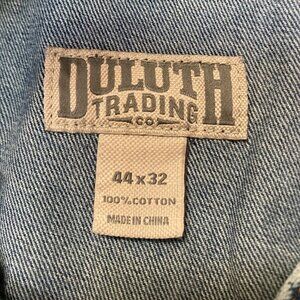 DULUTH
TRADING
CO
44 x 32
100% COTTON
MADE IN CHINA